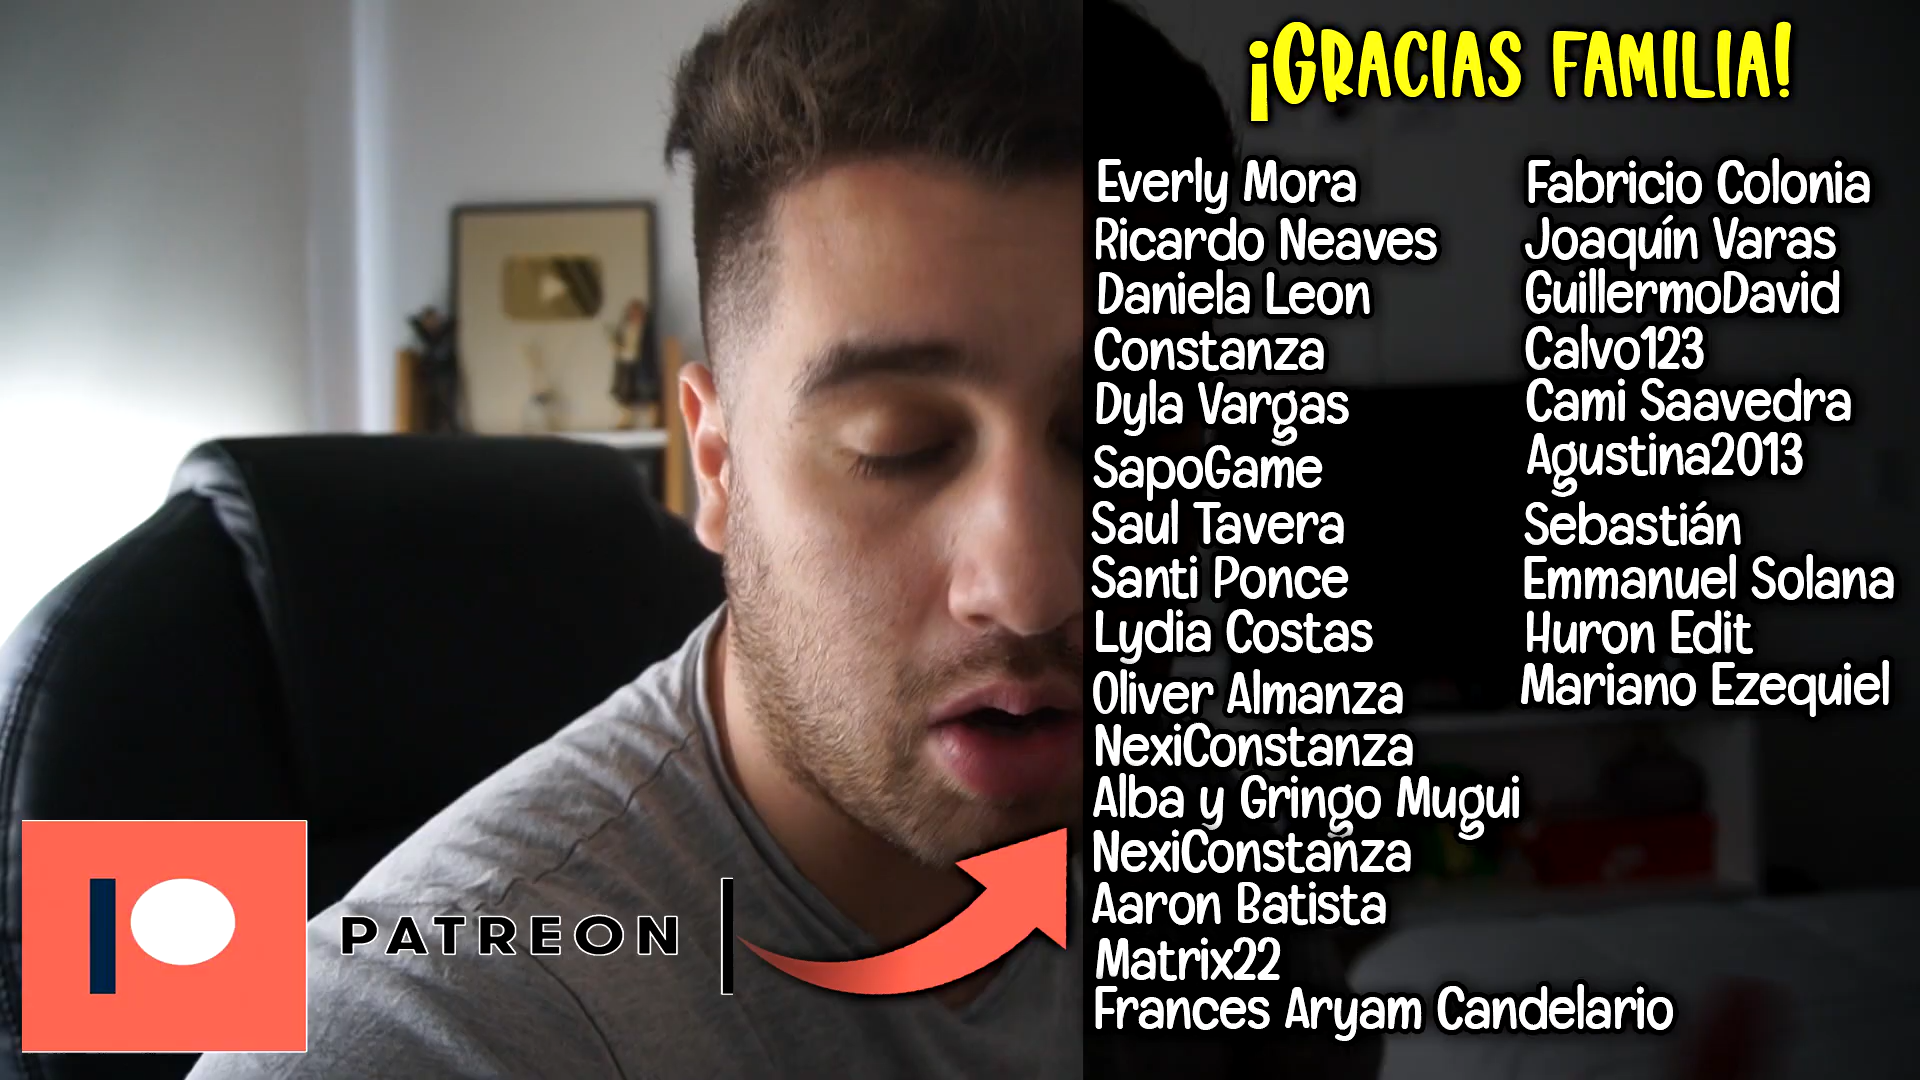 ¡GRACIAS FAMILIA!
Everly Mora
Ricardo Neaves
Daniela Leon
Constanza
Dyla Vargas
SapoGame
Saul Tavera
Santi Ponce
Lydia Costas
Oliver Almanza
NexiConstanza
Alba y Gringo Mugui
NexiConstanza
Aaron Batista
Matrix22
Frances Aryam Candelario
Fabricio Colonia
Joaquín Varas
GuillermoDavid
Calvo123
Cami Saavedra
Agustina2013
Sebastián
Emmanuel Solana
Huron Edit
Mariano Ezequiel
PATREON